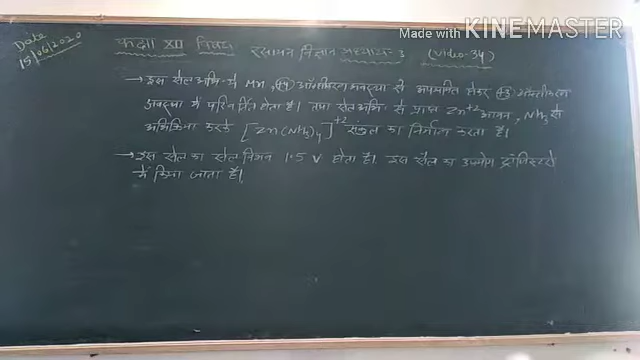 Made with KINEMASTER
Date
15/06/2020
कक्षा XII विषय रसायन विज्ञान अध्याय-3 (Video-34)
→ इस सेल अभि० में Mn, +4 ऑक्सीकरण अवस्था से अपचयित होकर +3 ऑक्सीकरण
अवस्था में परिवर्तित होता है। तथा सेल अभि० से प्राप्त Zn+2 आयन, NH3 से
अभिक्रिया करके [Zn(NH3)4]+2 संकुल का निर्माण करता है।
→ इस सेल का सेल विभव 1.5 V होता है। इस सेल का उपयोग ट्रांजिस्टरों
में किया जाता है।